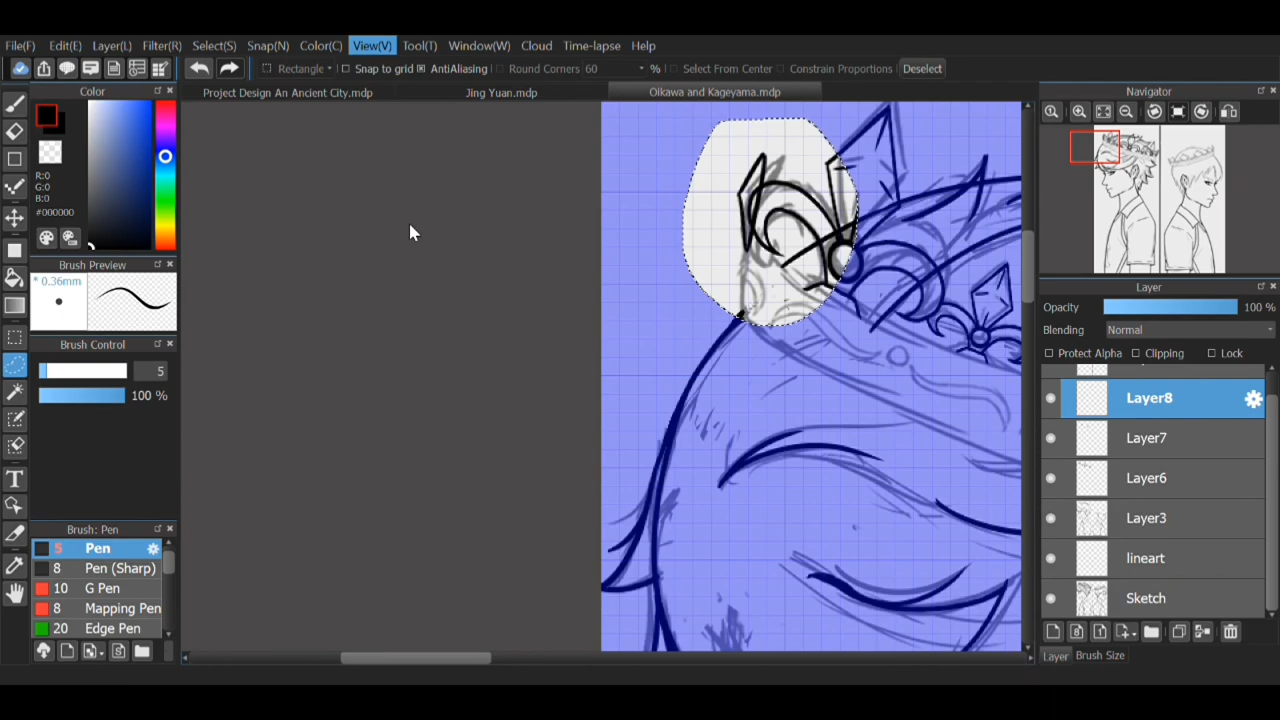 File(F) Edit(E) Layer(L) Filter(R) Select(S) Snap(N) Color(C) View(V) Tool(T) Window(W) Cloud Time-lapse Help
Rectangle Snap to grid AntiAliasing Round Corners 60 % Select From Center Constrain Proportions Deselect
Color
Project Design An Ancient City.mdp Jing Yuan.mdp Oikawa and Kageyama.mdp
Navigator
R:0
G:0
B:0
#000000
Brush Preview
* 0.36mm
Brush Control
5
100 %
Brush: Pen
5 Pen
8 Pen (Sharp)
10 G Pen
8 Mapping Pen
20 Edge Pen
Layer
Opacity 100 %
Blending Normal
Protect Alpha Clipping Lock
Layer8
Layer7
Layer6
Layer3
lineart
Sketch
Layer Brush Size